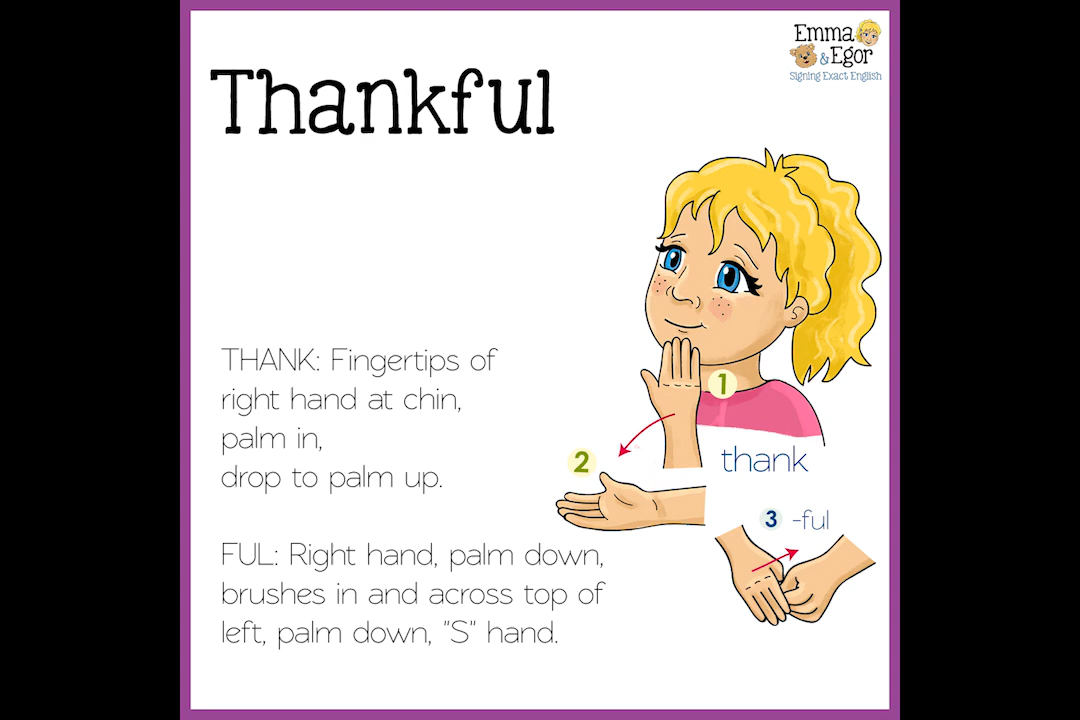 Emma
& Egor
Signing Exact English
Thankful
THANK: Fingertips of
right hand at chin,
palm in,
drop to palm up.
1
2
thank
3 -ful
FUL: Right hand, palm down,
brushes in and across top of
left, palm down, "S" hand.